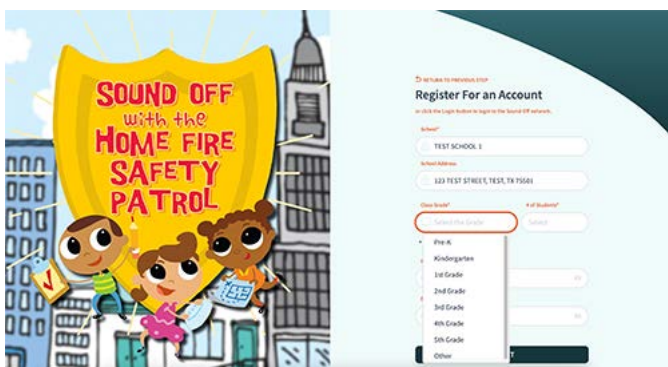 SOUND OFF
with the
HOME FIRE
SAFETY
PATROL
RETURN TO PREVIOUS STEP
Register For an Account
or click the Login button to login to the Sound Off network.
School*
TEST SCHOOL 1
School Address
123 TEST STREET, TEST, TX 75501
Class Grade* # of Students*
Select the Grade Select
Pre-K
Kindergarten
1st Grade
2nd Grade
3rd Grade
4th Grade
5th Grade
Other